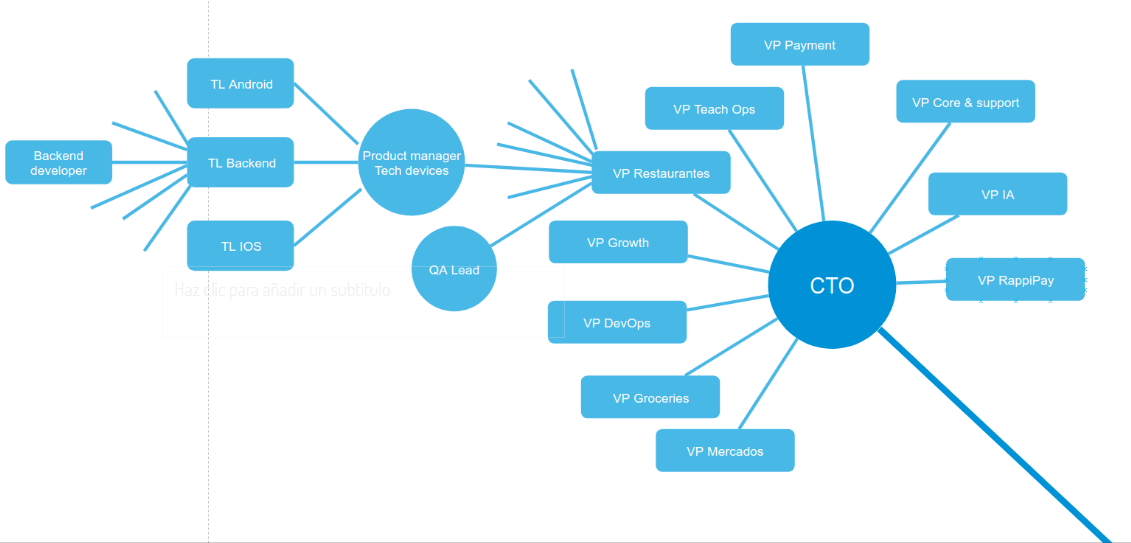 VP Payment
TL Android
VP Teach Ops
VP Core & support
Backend
developer
TL Backend
Product manager
Tech devices
VP Restaurantes
VP IA
TL IOS
VP Growth
QA Lead
CTO
VP RappiPay
Haz clic para añadir un subtítulo
VP DevOps
VP Groceries
VP Mercados